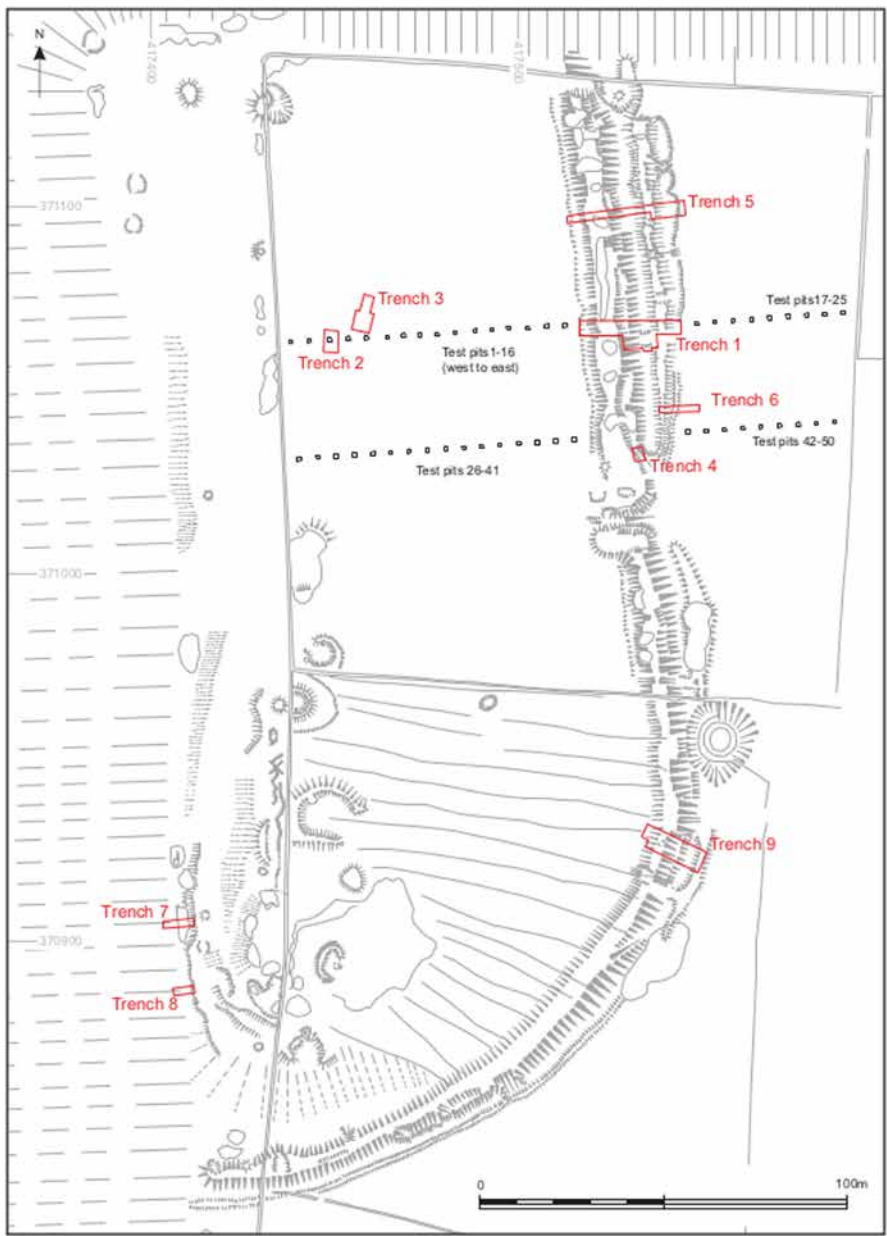 N
417400
417500
371100
Trench 5
Trench 3
Test pits 17-25
Trench 2
Test pits 1-16
(west to east)
Trench 1
Trench 6
Test pits 42-50
Test pits 26-41
Trench 4
371000
Trench 9
Trench 7
370900
Trench 8
0
100m